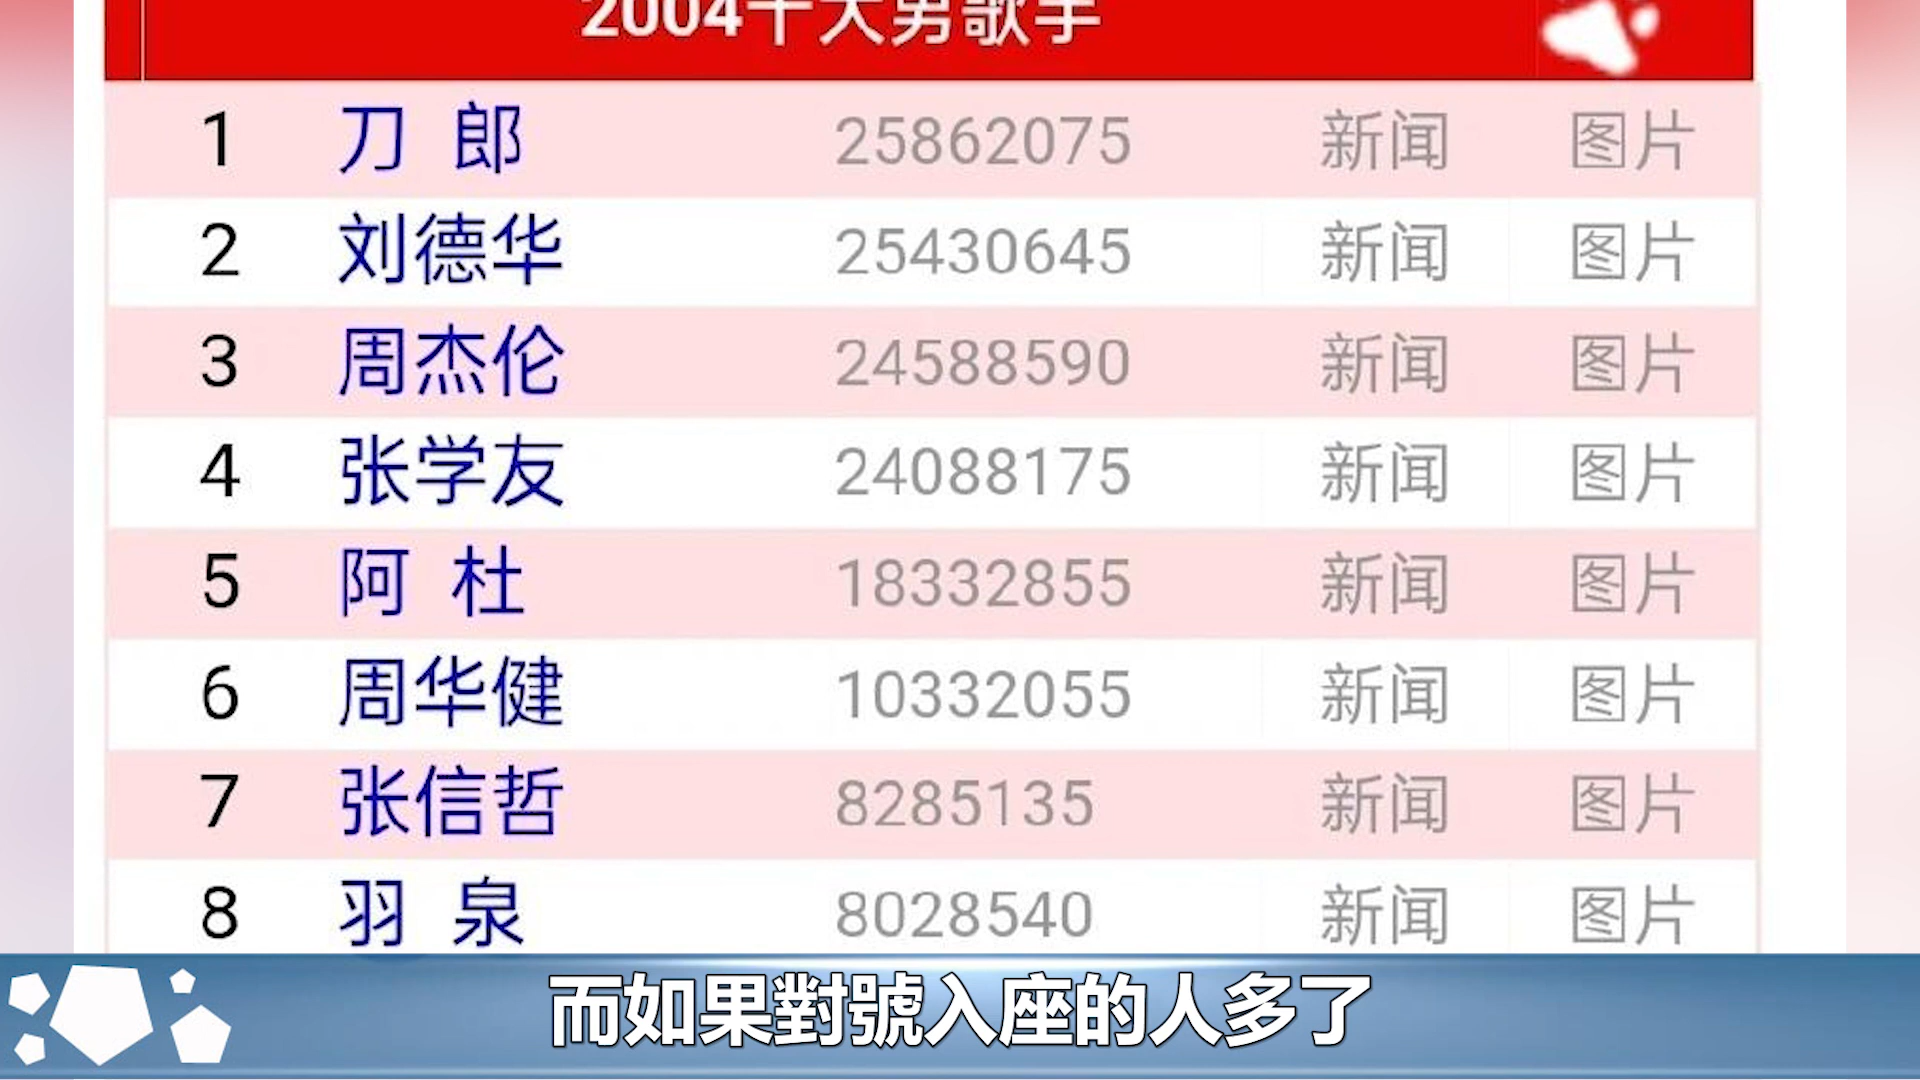 2004十大男歌手
1 刀 郎 25862075 新闻 图片
2 刘德华 25430645 新闻 图片
3 周杰伦 24588590 新闻 图片
4 张学友 24088175 新闻 图片
5 阿 杜 18332855 新闻 图片
6 周华健 10332055 新闻 图片
7 张信哲 8285135 新闻 图片
8 羽 泉 8028540 新闻 图片
而如果對號入座的人多了